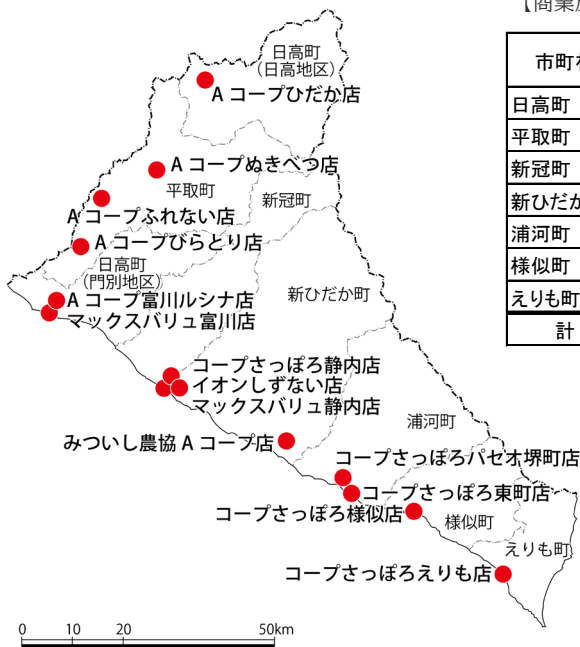 【商業
日高町
（日高地区）
A コープひだか店
A コープぬきべつ店
平取町
新冠町
A コープふれない店
A コープびらとり店
日高町
（門別地区）
A コープ富川ルシナ店
マックスバリュ富川店
新ひだか町
コープさっぽろ静内店
イオンしずない店
マックスバリュ静内店
浦河町
みついし農協 A コープ店
コープさっぽろパセオ堺町店
コープさっぽろ東町店
コープさっぽろ様似店
様似町
えりも町
コープさっぽろえりも店
0 10 20 50km
市町
日高町
平取町
新冠町
新ひだか
浦河町
様似町
えりも町
計